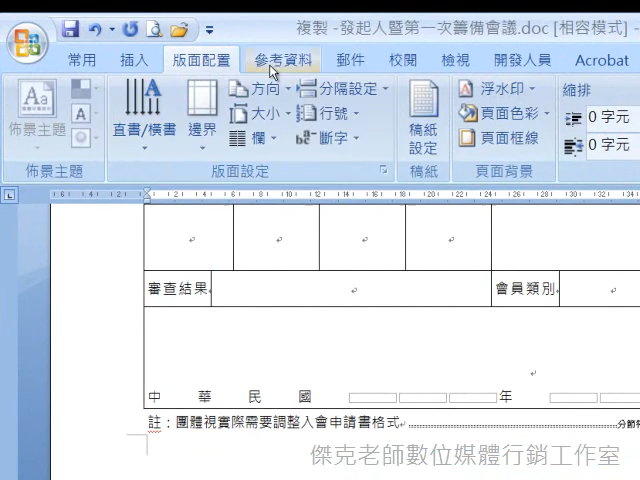 複製 -發起人暨第一次籌備會議.doc [相容模式] -
常用 插入 版面配置 參考資料 郵件 校閱 檢視 開發人員 Acrobat
佈景主題 直書/橫書 邊界 方向 分隔設定 稿紙設定 浮水印 縮排
大小 行號 頁面色彩 0 字元
欄 斷字 頁面框線 0 字元
佈景主題 版面設定 稿紙 頁面背景
審查結果 會員類別
中 華 民 國 年
註：團體視實際需要調整入會申請書格式
傑克老師數位媒體行銷工作室